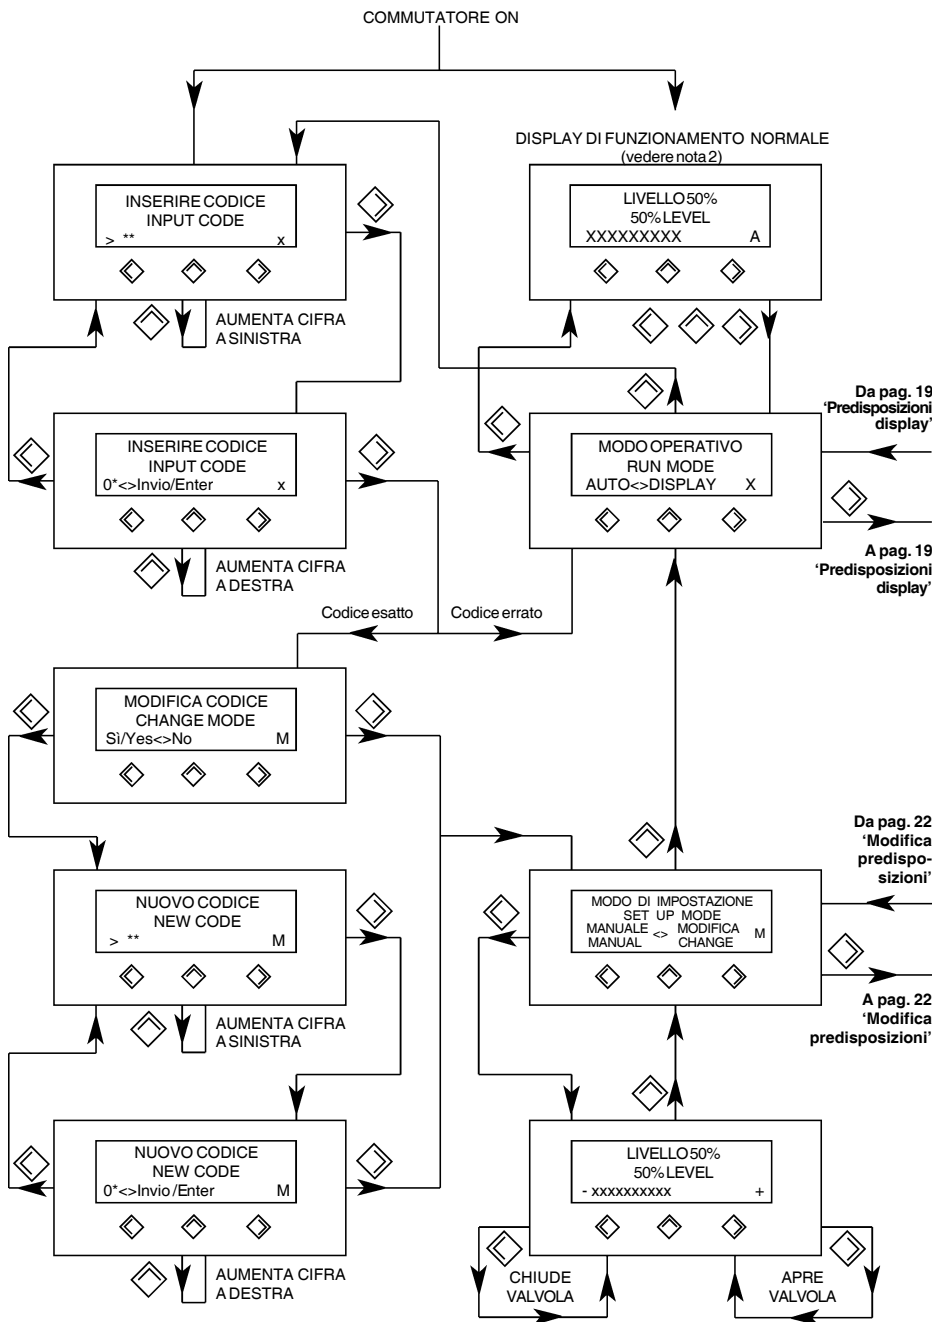 COMMUTATORE ON
DISPLAY DI FUNZIONAMENTO NORMALE
(vedere nota 2)
INSERIRE CODICE
INPUT CODE
> ** x
AUMENTA CIFRA
A SINISTRA
LIVELLO 50%
50% LEVEL
XXXXXXXXX A
INSERIRE CODICE
INPUT CODE
0*<>Invio/Enter x
AUMENTA CIFRA
A DESTRA
MODO OPERATIVO
RUN MODE
AUTO<>DISPLAY X
Da pag. 19
‘Predisposizioni
display’
A pag. 19
‘Predisposizioni
display’
Codice esatto
Codice errato
MODIFICA CODICE
CHANGE MODE
Sì/Yes<>No M
NUOVO CODICE
NEW CODE
> ** M
AUMENTA CIFRA
A SINISTRA
Da pag. 22
‘Modifica
predispo-
sizioni’
MODO DI IMPOSTAZIONE
SET UP MODE
MANUALE <> MODIFICA M
MANUAL CHANGE
A pag. 22
‘Modifica
predisposizioni’
NUOVO CODICE
NEW CODE
0*<>Invio/Enter M
AUMENTA CIFRA
A DESTRA
LIVELLO 50%
50% LEVEL
- xxxxxxxxxx +
CHIUDE
VALVOLA
APRE
VALVOLA